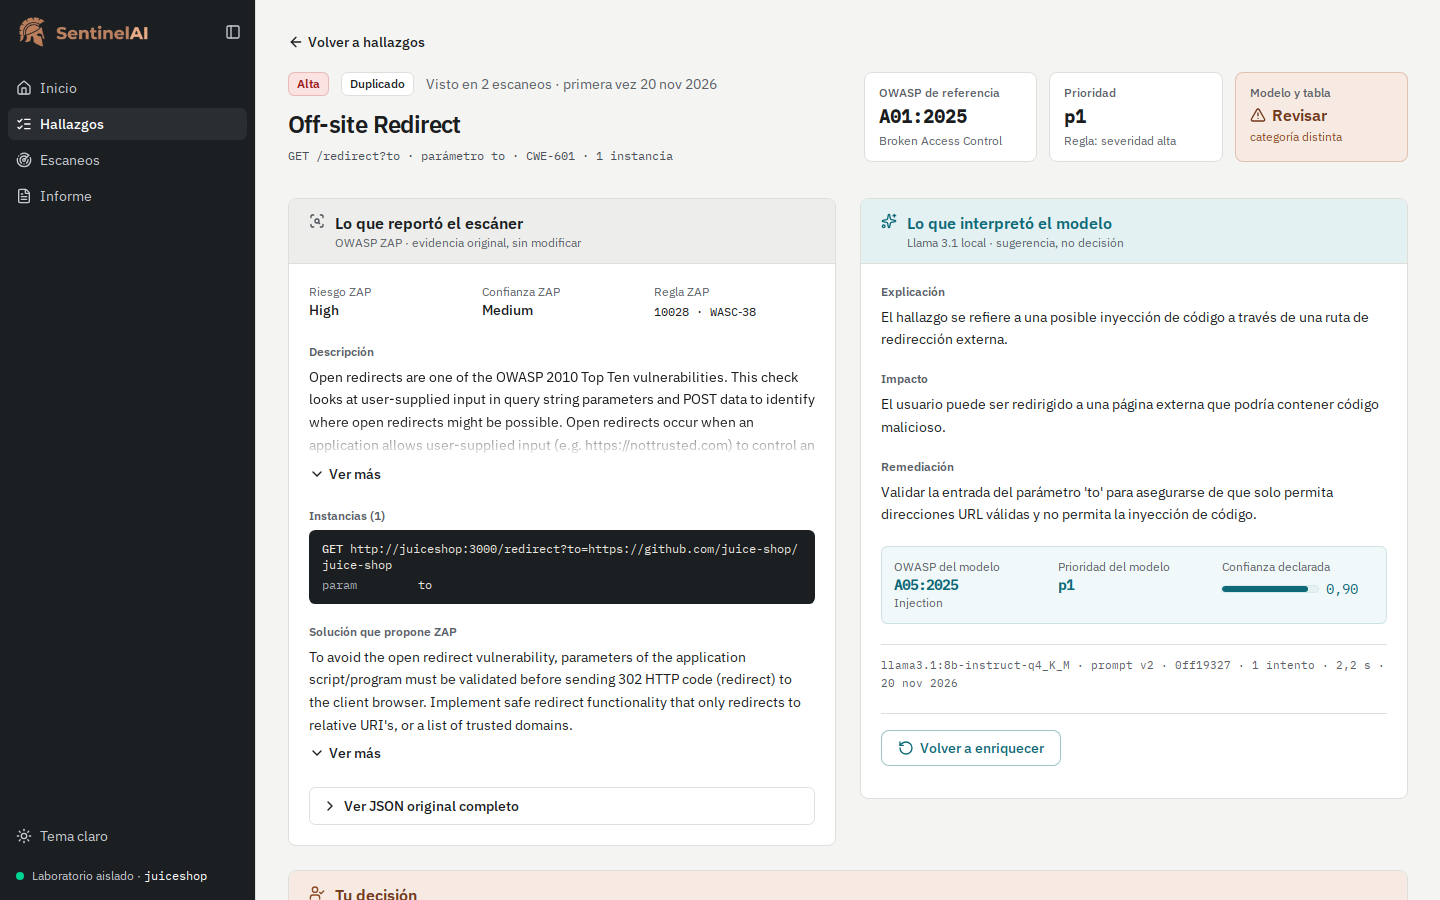 SentinelAI
Inicio
Hallazgos
Escaneos
Informe
Tema claro
Laboratorio aislado · juiceshop
Volver a hallazgos
Alta
Duplicado
Visto en 2 escaneos · primera vez 20 nov 2026
Off-site Redirect
GET /redirect?to · parámetro to · CWE-601 · 1 instancia
OWASP de referencia
A01:2025
Broken Access Control
Prioridad
p1
Regla: severidad alta
Modelo y tabla
Revisar
categoría distinta
Lo que reportó el escáner
OWASP ZAP · evidencia original, sin modificar
Riesgo ZAP
High
Confianza ZAP
Medium
Regla ZAP
10028 · WASC-38
Descripción
Open redirects are one of the OWASP 2010 Top Ten vulnerabilities. This check
looks at user-supplied input in query string parameters and POST data to identify
where open redirects might be possible. Open redirects occur when an
application allows user-supplied input (e.g. https://nottrusted.com) to control an
Ver más
Instancias (1)
GET http://juiceshop:3000/redirect?to=https://github.com/juice-shop/
juice-shop
param to
Solución que propone ZAP
To avoid the open redirect vulnerability, parameters of the application
script/program must be validated before sending 302 HTTP code (redirect) to
the client browser. Implement safe redirect functionality that only redirects to
relative URI's, or a list of trusted domains.
Ver más
Ver JSON original completo
Lo que interpretó el modelo
Llama 3.1 local · sugerencia, no decisión
Explicación
El hallazgo se refiere a una posible inyección de código a través de una ruta de
redirección externa.
Impacto
El usuario puede ser redirigido a una página externa que podría contener código
malicioso.
Remediación
Validar la entrada del parámetro 'to' para asegurarse de que solo permita
direcciones URL válidas y no permita la inyección de código.
OWASP del modelo
A05:2025
Injection
Prioridad del modelo
p1
Confianza declarada
0,90
llama3.1:8b-instruct-q4_K_M · prompt v2 · 0ff19327 · 1 intento · 2,2 s ·
20 nov 2026
Volver a enriquecer
Tu decisión